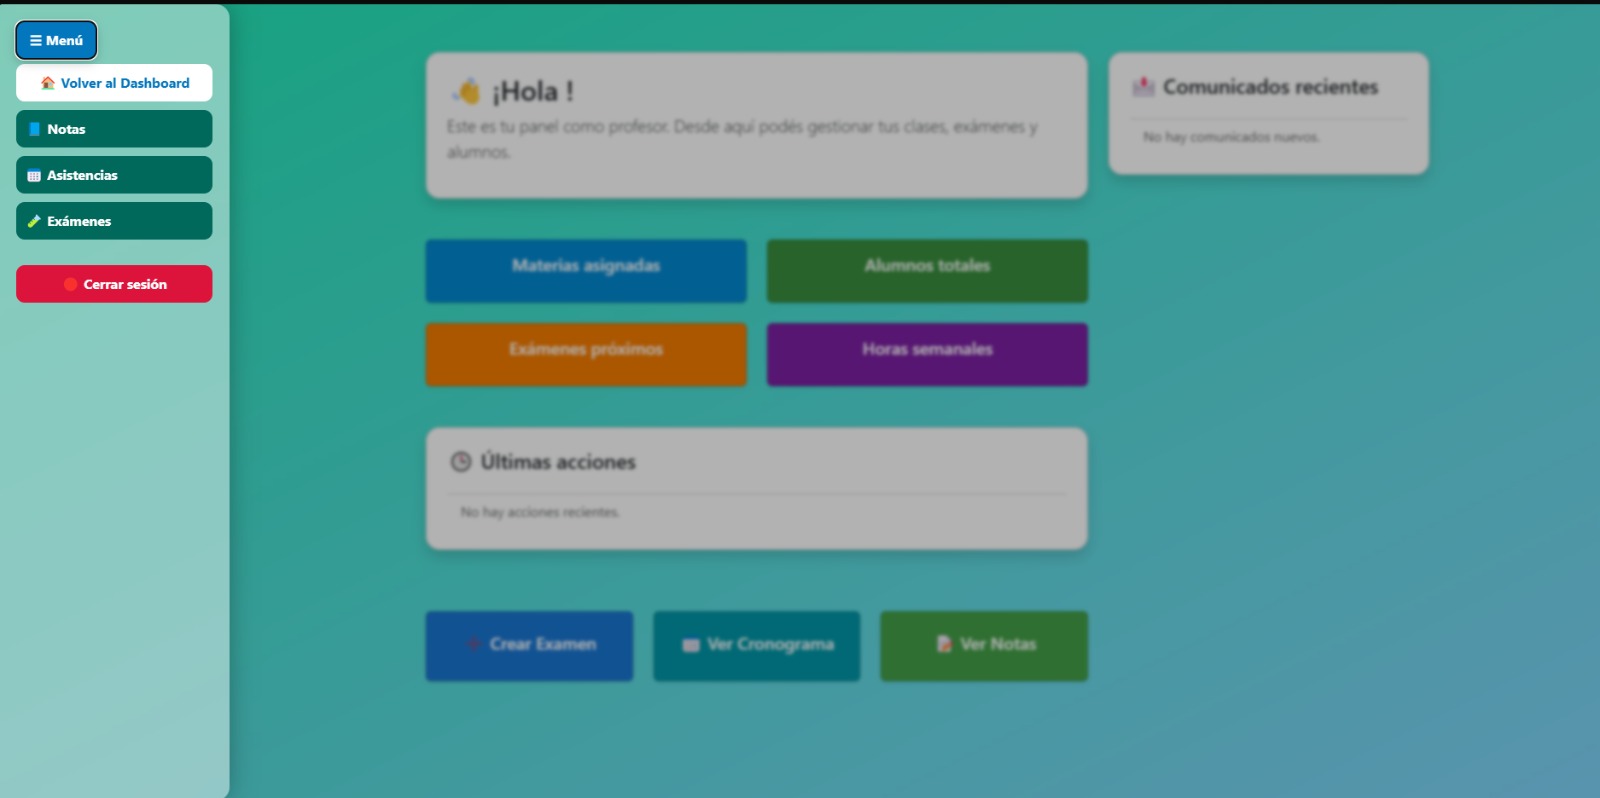 ☰ Menú
Volver al Dashboard
Notas
Asistencias
Exámenes
Cerrar sesión
¡Hola !
Este es tu panel como profesor. Desde aquí podés gestionar tus clases, exámenes y
alumnos.
Materias asignadas
Alumnos totales
Exámenes próximos
Horas semanales
Últimas acciones
No hay acciones recientes.
Crear Examen
Ver Cronograma
Ver Notas
Comunicados recientes
No hay comunicados nuevos.